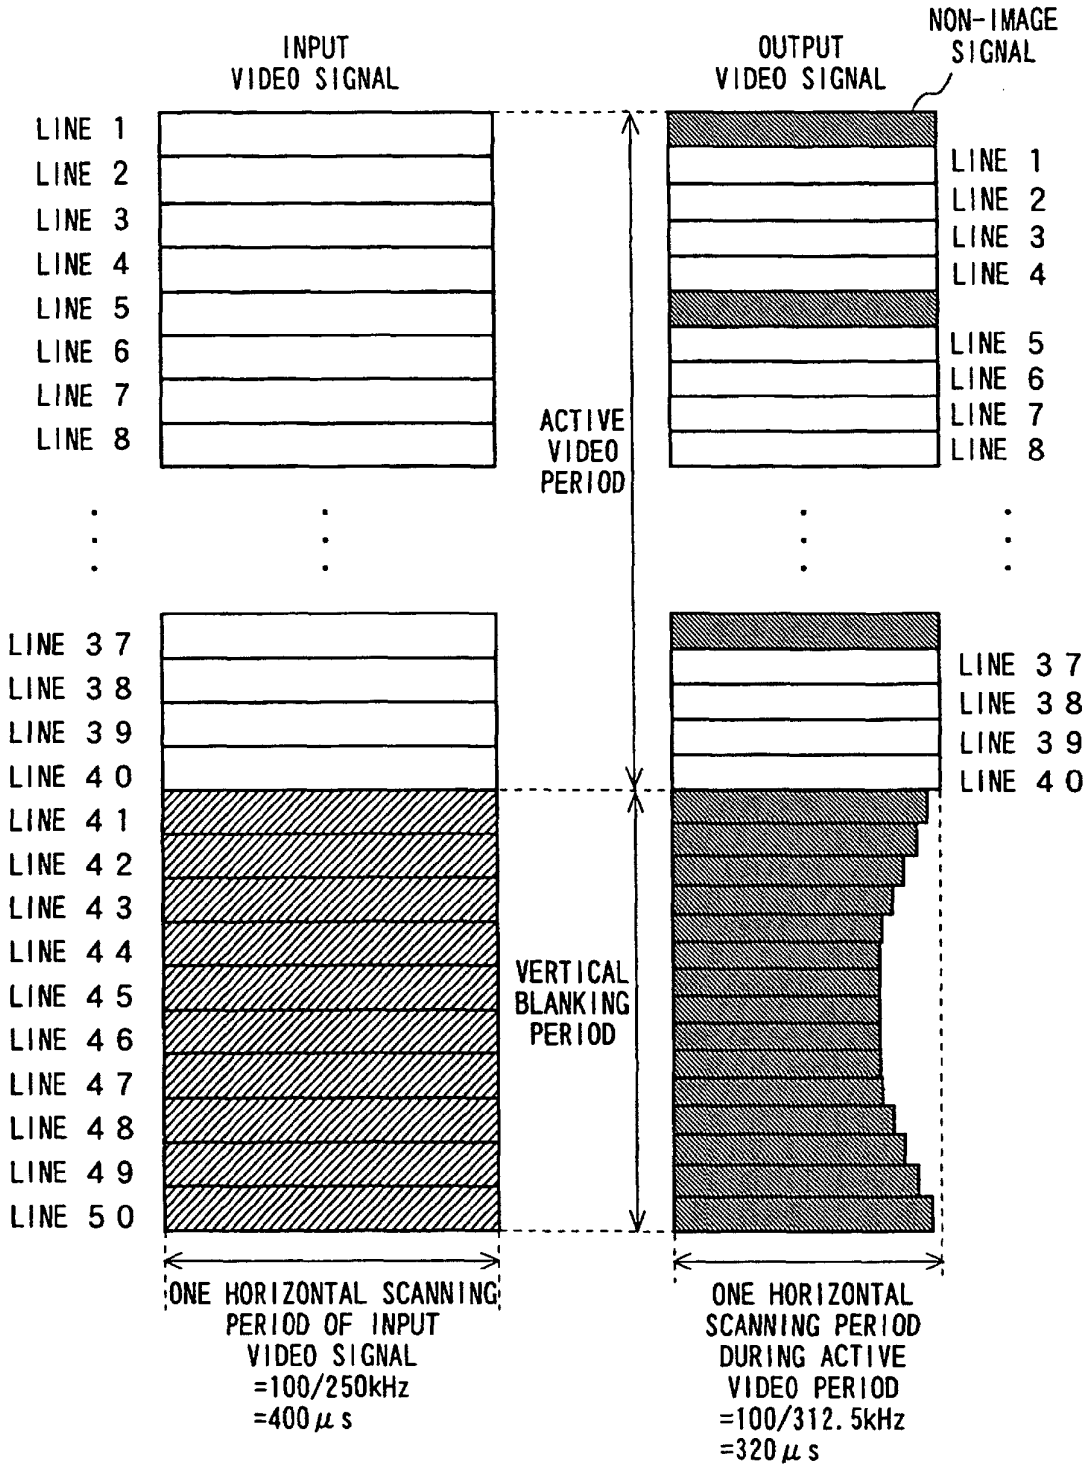 INPUT
VIDEO SIGNAL
OUTPUT
VIDEO SIGNAL
NON-IMAGE
SIGNAL
LINE 1
LINE 2
LINE 3
LINE 4
LINE 5
LINE 6
LINE 7
LINE 8
LINE 37
LINE 38
LINE 39
LINE 40
LINE 41
LINE 42
LINE 43
LINE 44
LINE 45
LINE 46
LINE 47
LINE 48
LINE 49
LINE 50
ACTIVE
VIDEO
PERIOD
VERTICAL
BLANKING
PERIOD
LINE 1
LINE 2
LINE 3
LINE 4
LINE 5
LINE 6
LINE 7
LINE 8
LINE 37
LINE 38
LINE 39
LINE 40
ONE HORIZONTAL SCANNING
PERIOD OF INPUT
VIDEO SIGNAL
=100/250kHz
=400μs
ONE HORIZONTAL
SCANNING PERIOD
DURING ACTIVE
VIDEO PERIOD
=100/312.5kHz
=320μs